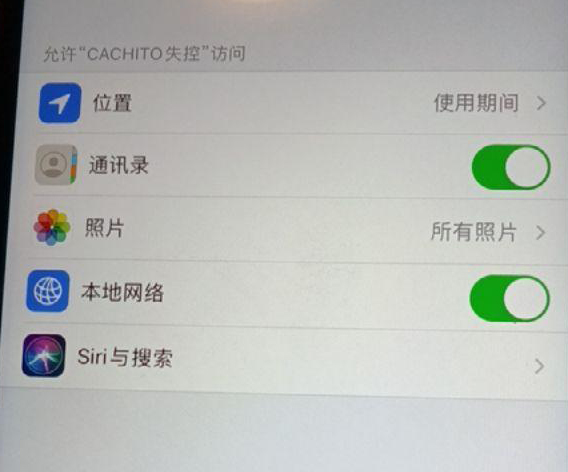 允许“CACHITO失控”访问
位置 使用期间
通讯录
照片 所有照片
本地网络
Siri与搜索